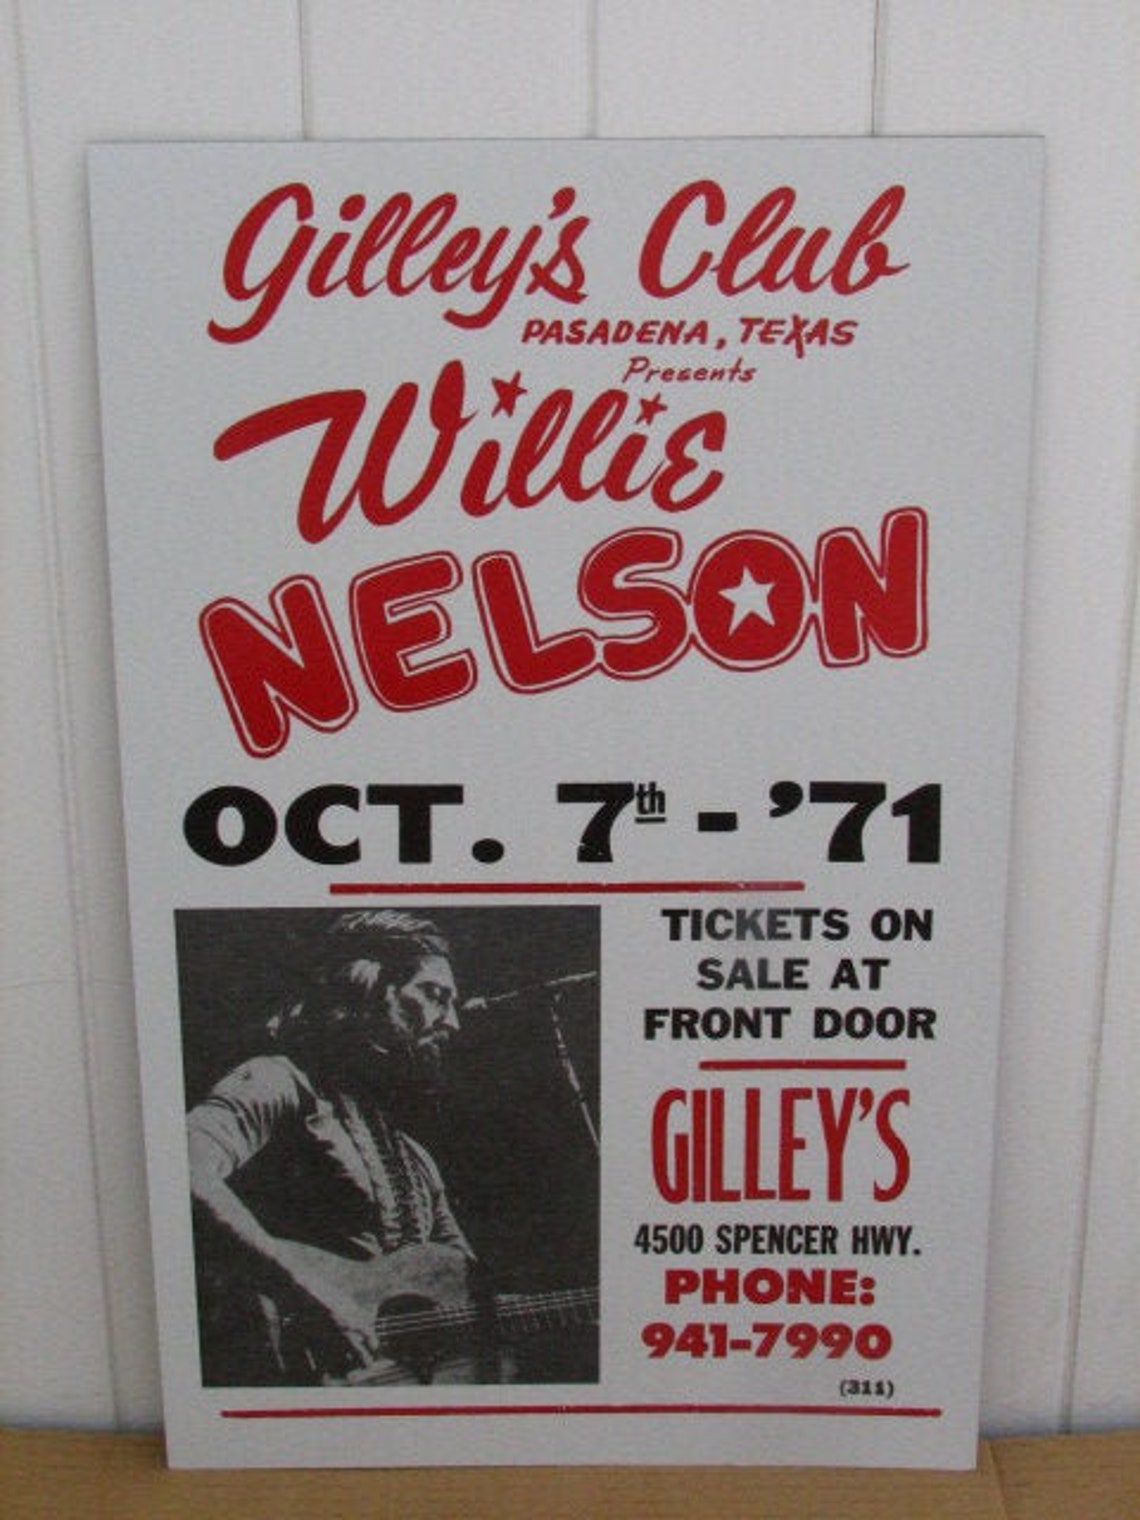 Gilley's Club
PASADENA, TEXAS
Presents
Willie
NELSON
OCT. 7th - '71
TICKETS ON
SALE AT
FRONT DOOR
GILLEY'S
4500 SPENCER HWY.
PHONE:
941-7990
(311)